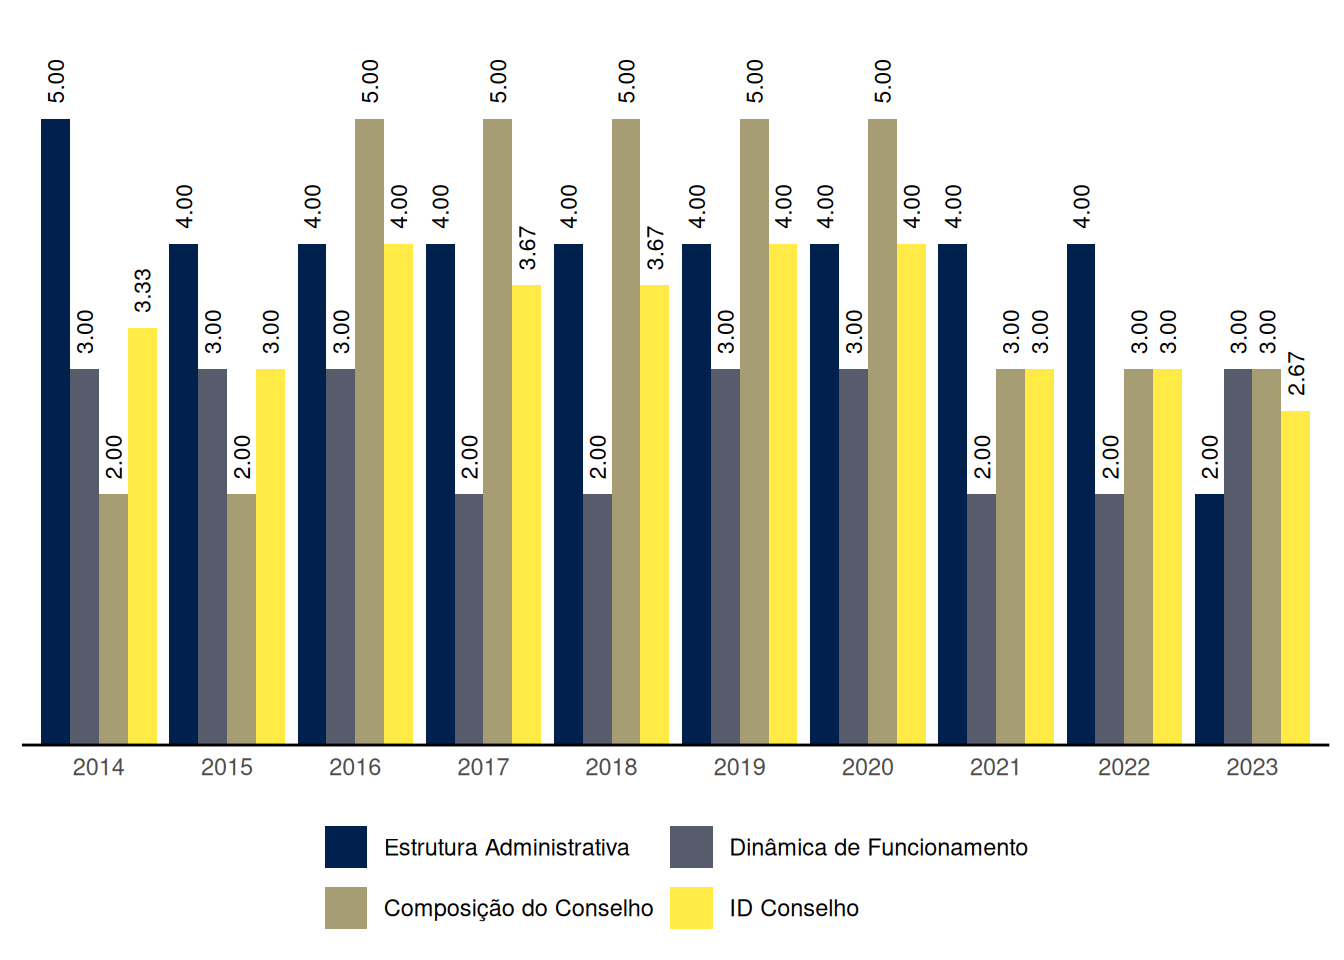 5.00 3.00 2.00 3.33 4.00 3.00 2.00 3.00 4.00 3.00 5.00 4.00 4.00 2.00 5.00 3.67 4.00 2.00 5.00 3.67 4.00 3.00 5.00 4.00 4.00 3.00 5.00 4.00 4.00 2.00 3.00 3.00 4.00 2.00 3.00 3.00 2.00 3.00 3.00 2.67
2014 2015 2016 2017 2018 2019 2020 2021 2022 2023
Estrutura Administrativa Dinâmica de Funcionamento
Composição do Conselho ID Conselho